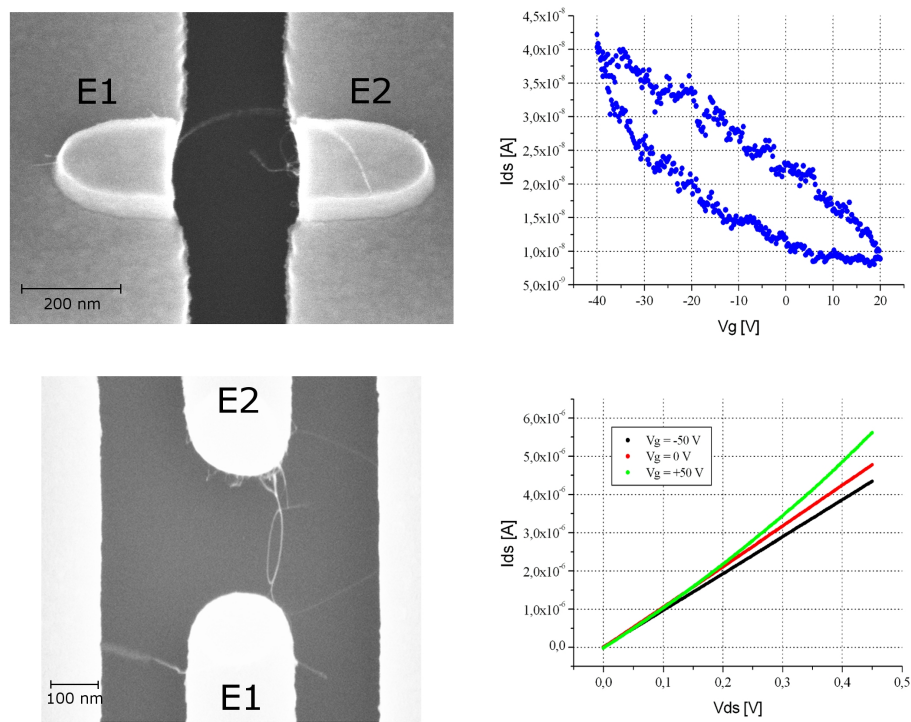 E1
E2
200 nm
Ids [A]
4,5x10⁻⁸
4,0x10⁻⁸
3,5x10⁻⁸
3,0x10⁻⁸
2,5x10⁻⁸
2,0x10⁻⁸
1,5x10⁻⁸
1,0x10⁻⁸
5,0x10⁻⁹
-40 -30 -20 -10 0 10 20
Vg [V]
E2
E1
100 nm
Ids [A]
6,0x10⁻⁶
5,0x10⁻⁶
4,0x10⁻⁶
3,0x10⁻⁶
2,0x10⁻⁶
1,0x10⁻⁶
0,0
Vg = -50 V
Vg = 0 V
Vg = +50 V
0,0 0,1 0,2 0,3 0,4 0,5
Vds [V]